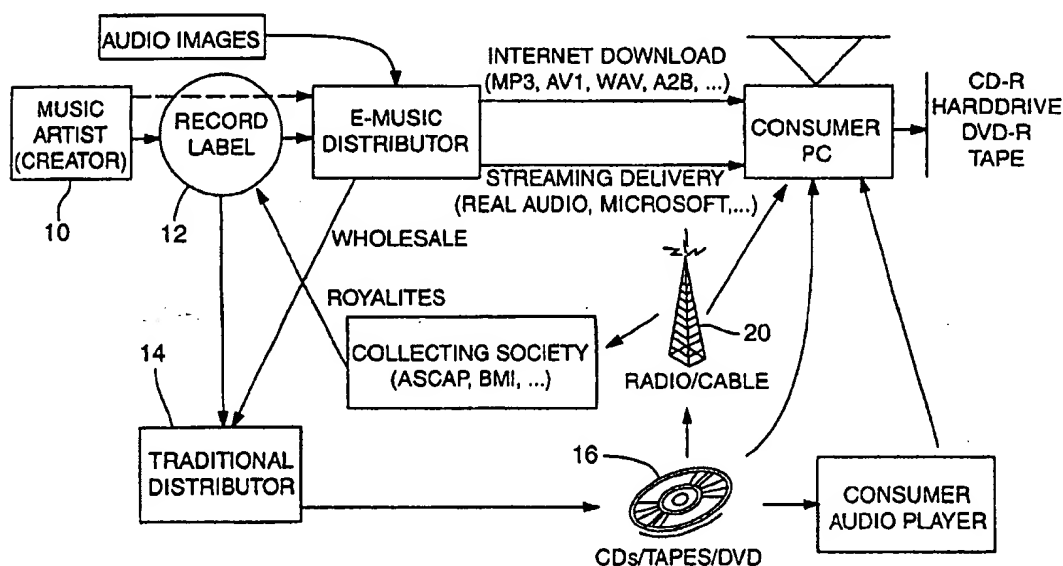 AUDIO IMAGES
INTERNET DOWNLOAD
(MP3, AV1, WAV, A2B, ...)
CD-R
HARDDRIVE
DVD-R
TAPE
MUSIC
ARTIST
(CREATOR)
RECORD
LABEL
E-MUSIC
DISTRIBUTOR
CONSUMER
PC
STREAMING DELIVERY
(REAL AUDIO, MICROSOFT,...)
10
12
WHOLESALE
ROYALITES
20
COLLECTING SOCIETY
(ASCAP, BMI, ...)
RADIO/CABLE
14
TRADITIONAL
DISTRIBUTOR
16
CONSUMER
AUDIO PLAYER
CDs/TAPES/DVD